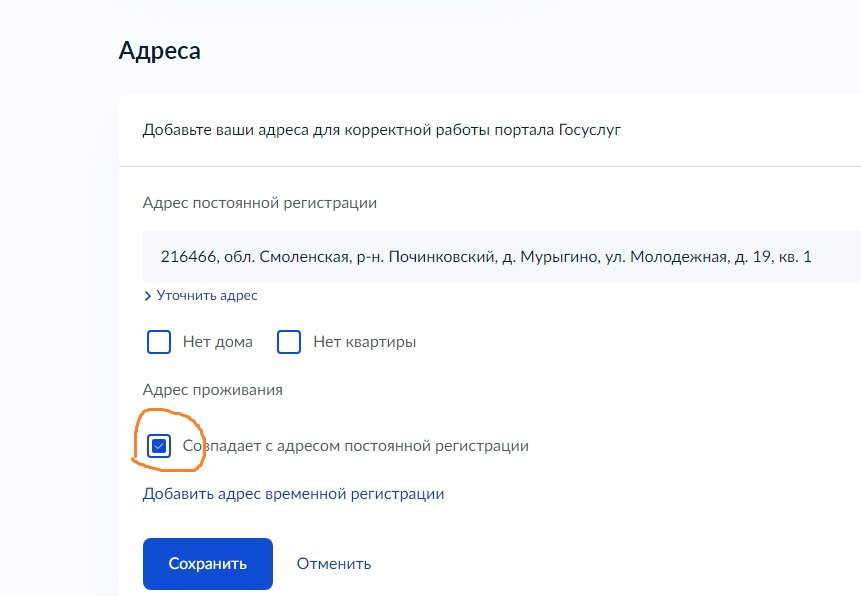 Адреса
Добавьте ваши адреса для корректной работы портала Госуслуг
Адрес постоянной регистрации
216466, обл. Смоленская, р-н. Починковский, д. Мурыгино, ул. Молодежная, д. 19, кв. 1
Уточнить адрес
Нет дома Нет квартиры
Адрес проживания
Совпадает с адресом постоянной регистрации
Добавить адрес временной регистрации
Сохранить Отменить